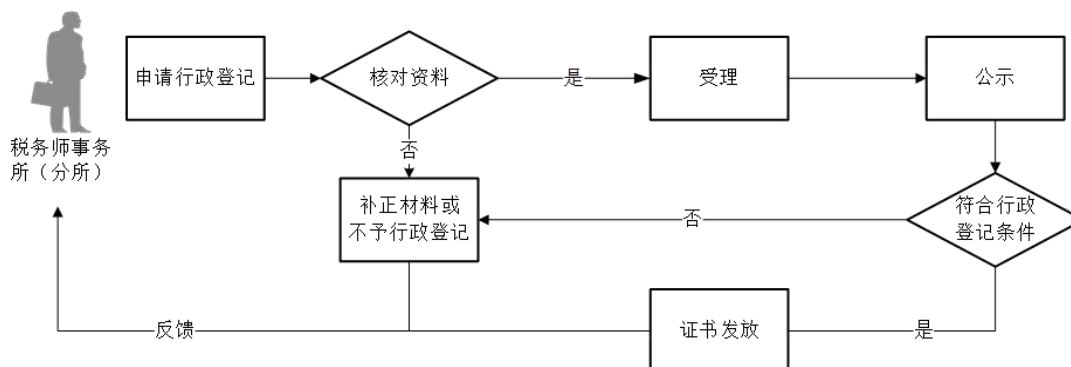 申请行政登记
核对资料
是
受理
公示
税务师事务
所（分所）
否
补正材料或
不予行政登记
否
符合行政
登记条件
反馈
证书发放
是